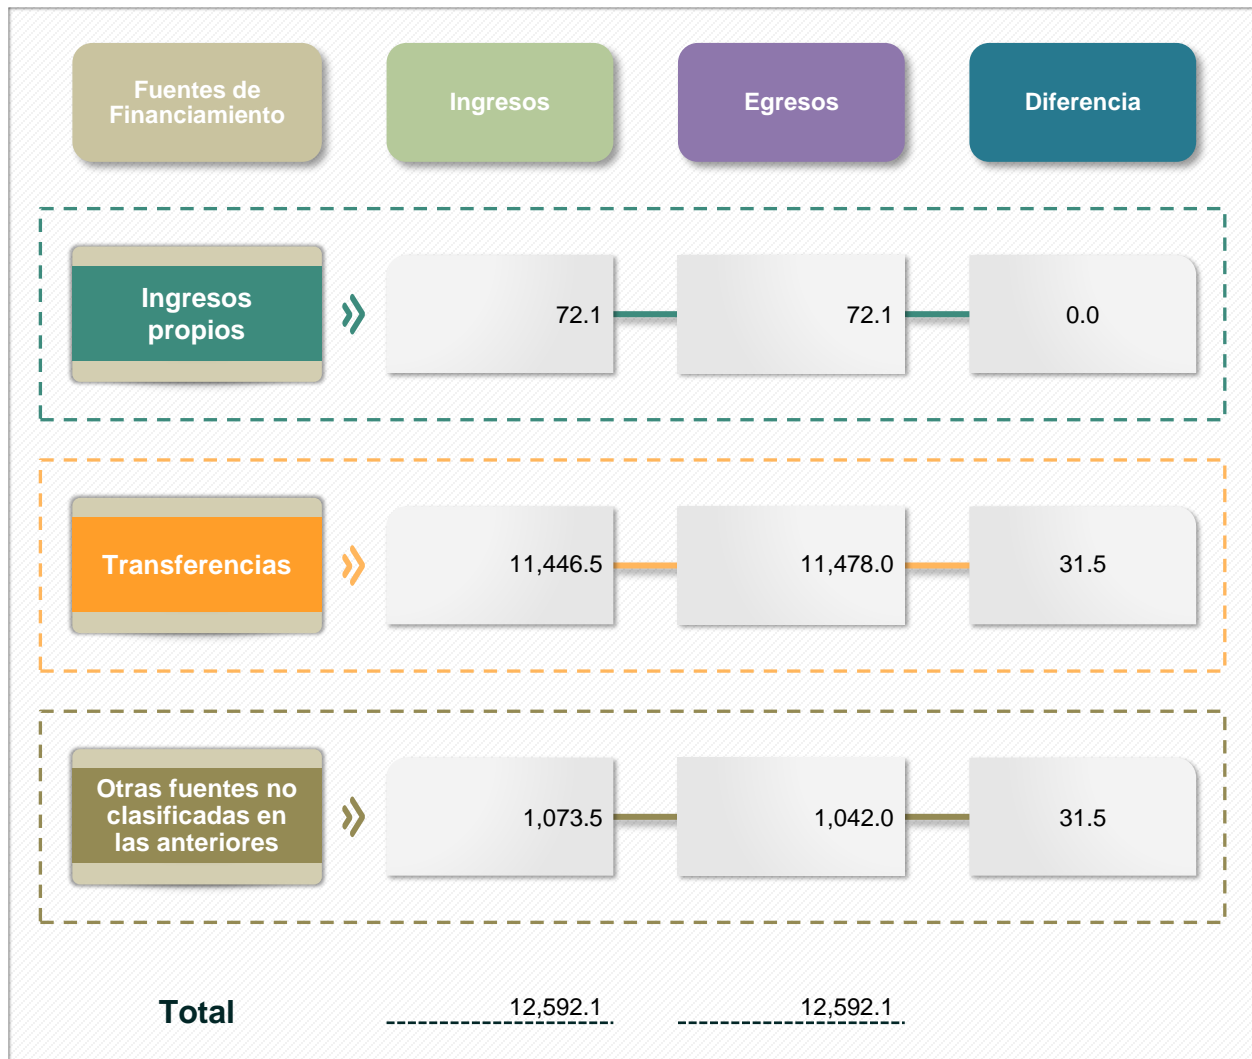 Fuentes de
Financiamiento
Ingresos
Egresos
Diferencia
Ingresos
propios
72.1
72.1
0.0
Transferencias
11,446.5
11,478.0
31.5
Otras fuentes no
clasificadas en
las anteriores
1,073.5
1,042.0
31.5
Total
12,592.1
12,592.1